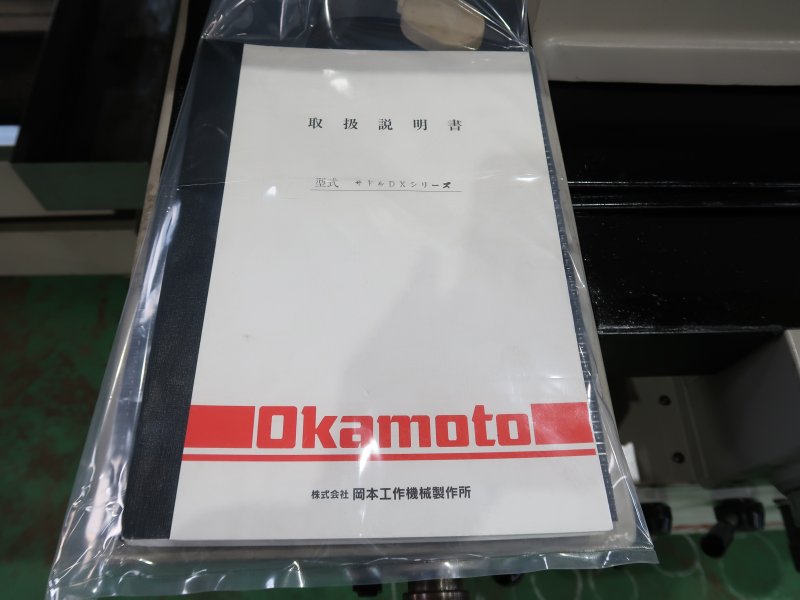 取扱説明書
型式 サドルDXシリーズ
Okamoto
株式会社 岡本工作機械製作所